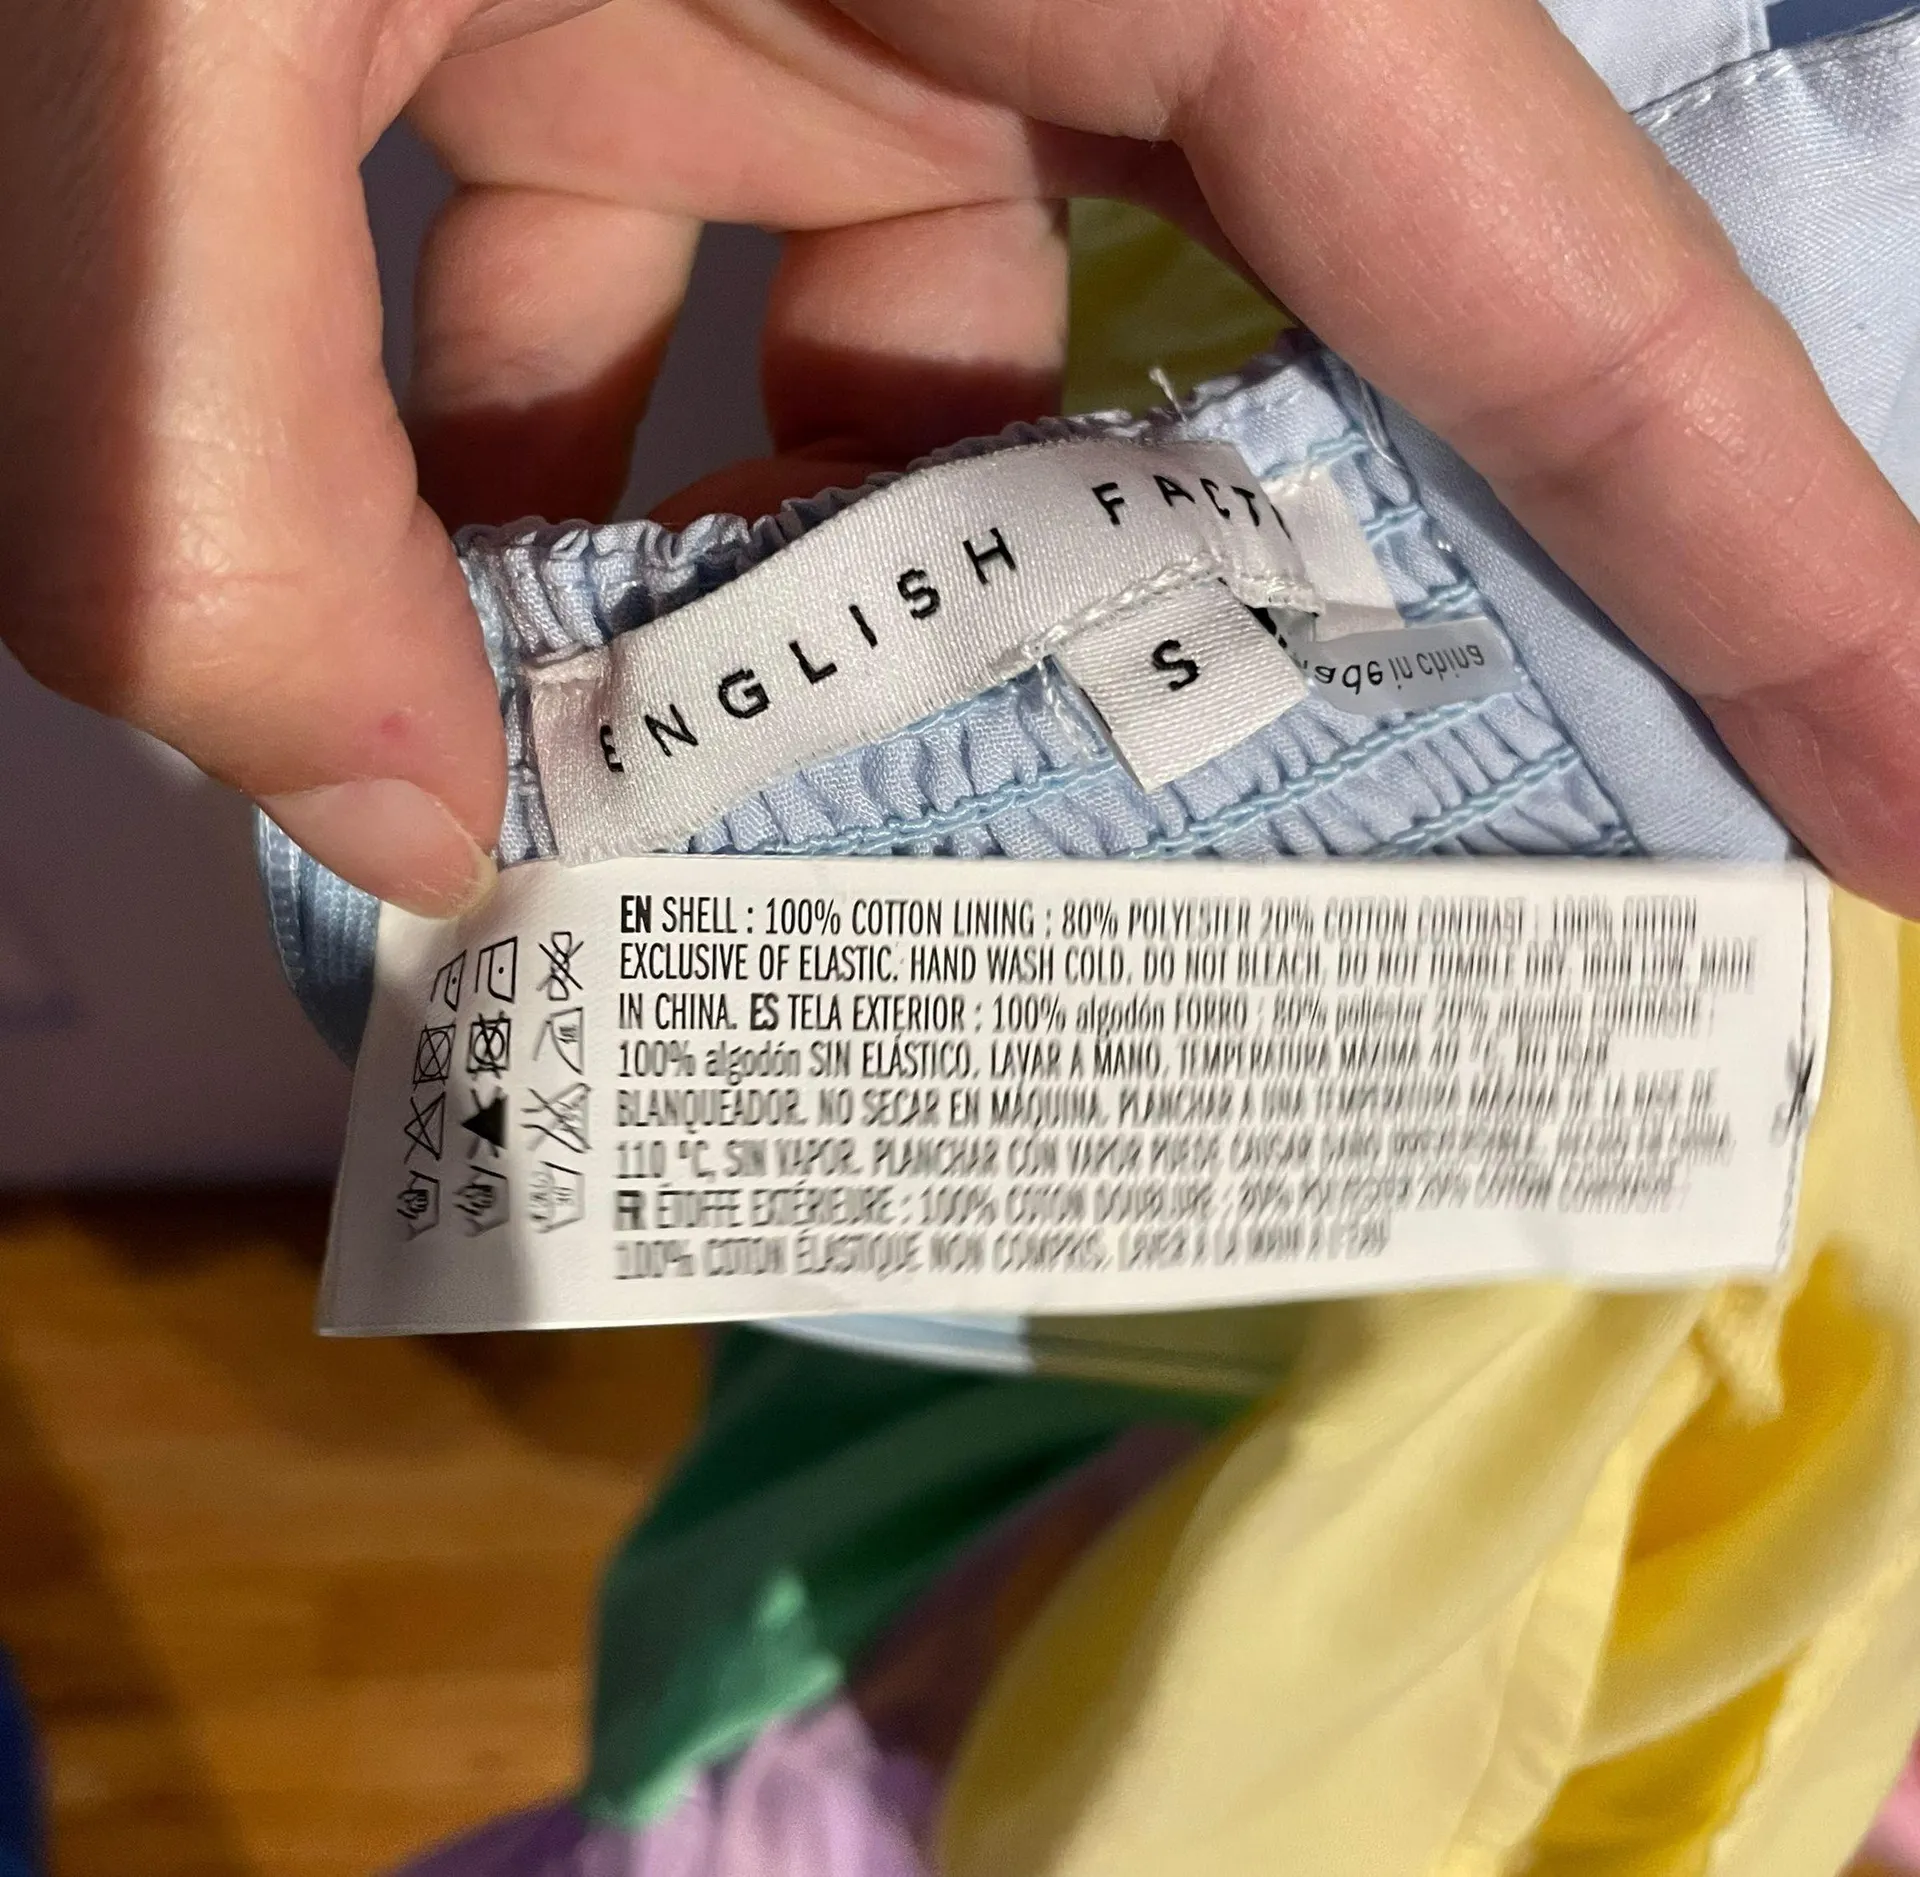 ENGLISH FACT
S
made in china
EN SHELL : 100% COTTON LINING : 80% POLYESTER 20% COTTON CONTRAST : 100% COTTON
EXCLUSIVE OF ELASTIC. HAND WASH COLD. DO NOT BLEACH. DO NOT TUMBLE DRY. IRON LOW. MADE
IN CHINA. ES TELA EXTERIOR : 100% algodón FORRO : 80% poliéster 20% algodón CONTRASTE :
100% algodón SIN ELÁSTICO. LAVAR A MANO. TEMPERATURA MÁXIMA 40 °C. NO USAR
BLANQUEADOR. NO SECAR EN MÁQUINA. PLANCHAR A UNA TEMPERATURA MÁXIMA DE LA BASE DE
110 °C, SIN VAPOR. PLANCHAR CON VAPOR PUEDE CAUSAR DAÑO
FR ÉTOFFE EXTÉRIEURE : 100% COTON DOUBLURE : 80% POLYESTER 20% COTON CONTRASTE :
100% COTON ÉLASTIQUE NON COMPRIS. LAVER À LA MAIN À L'EAU